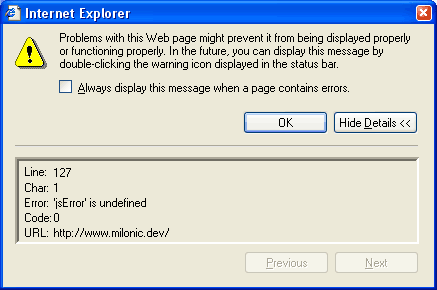 Internet Explorer
Problems with this Web page might prevent it from being displayed properly
or functioning properly. In the future, you can display this message by
double-clicking the warning icon displayed in the status bar.
Always display this message when a page contains errors.
OK
Hide Details <<
Line: 127
Char: 1
Error: 'jsError' is undefined
Code: 0
URL: http://www.milonic.dev/
Previous
Next